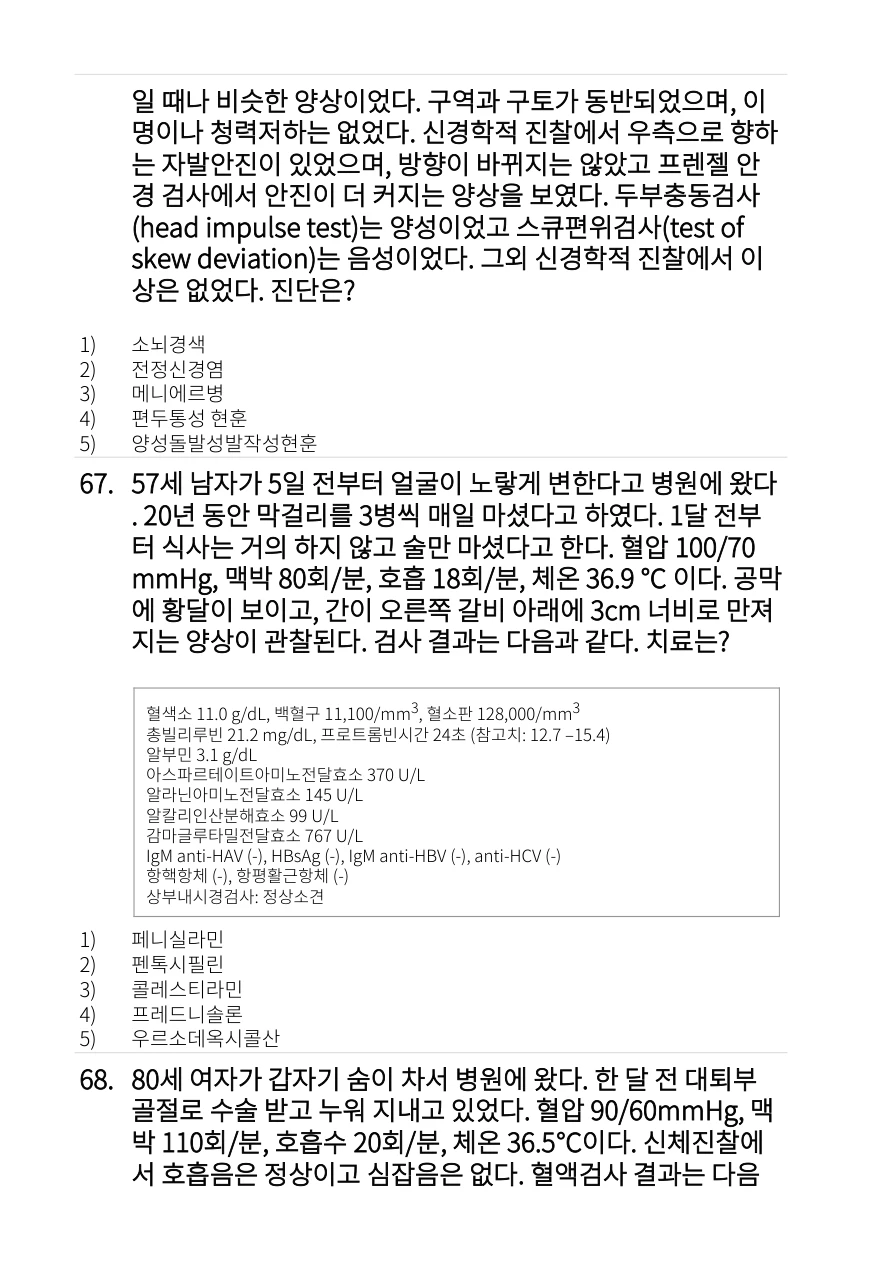 일 때나 비슷한 양상이었다. 구역과 구토가 동반되었으며, 이
명이나 청력저하는 없었다. 신경학적 진찰에서 우측으로 향하
는 자발안진이 있었으며, 방향이 바뀌지는 않았고 프렌젤 안
경 검사에서 안진이 더 커지는 양상을 보였다. 두부충동검사
(head impulse test)는 양성이었고 스큐편위검사(test of
skew deviation)는 음성이었다. 그외 신경학적 진찰에서 이
상은 없었다. 진단은?
1) 소뇌경색
2) 전정신경염
3) 메니에르병
4) 편두통성 현훈
5) 양성돌발성발작성현훈
67. 57세 남자가 5일 전부터 얼굴이 노랗게 변한다고 병원에 왔다
. 20년 동안 막걸리를 3병씩 매일 마셨다고 하였다. 1달 전부
터 식사는 거의 하지 않고 술만 마셨다고 한다. 혈압 100/70
mmHg, 맥박 80회/분, 호흡 18회/분, 체온 36.9 ℃ 이다. 공막
에 황달이 보이고, 간이 오른쪽 갈비 아래에 3cm 너비로 만져
지는 양상이 관찰된다. 검사 결과는 다음과 같다. 치료는?
혈색소 11.0 g/dL, 백혈구 11,100/mm³, 혈소판 128,000/mm³
총빌리루빈 21.2 mg/dL, 프로트롬빈시간 24초 (참고치: 12.7 –15.4)
알부민 3.1 g/dL
아스파르테이트아미노전달효소 370 U/L
알라닌아미노전달효소 145 U/L
알칼리인산분해효소 99 U/L
감마글루타밀전달효소 767 U/L
IgM anti-HAV (-), HBsAg (-), IgM anti-HBV (-), anti-HCV (-)
항핵항체 (-), 항평활근항체 (-)
상부내시경검사: 정상소견
1) 페니실라민
2) 펜톡시필린
3) 콜레스티라민
4) 프레드니솔론
5) 우르소데옥시콜산
68. 80세 여자가 갑자기 숨이 차서 병원에 왔다. 한 달 전 대퇴부
골절로 수술 받고 누워 지내고 있었다. 혈압 90/60mmHg, 맥
박 110회/분, 호흡수 20회/분, 체온 36.5℃이다. 신체진찰에
서 호흡음은 정상이고 심잡음은 없다. 혈액검사 결과는 다음